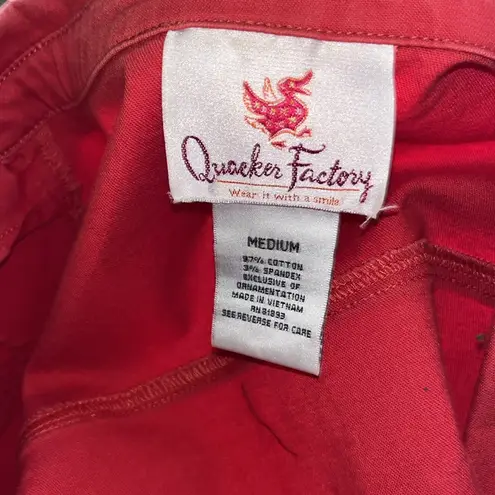 Quacker Factory
Wear it with a smile
MEDIUM
97% COTTON
3% SPANDEX
EXCLUSIVE OF
ORNAMENTATION
MADE IN VIETNAM
RN31993
SEE REVERSE FOR CARE